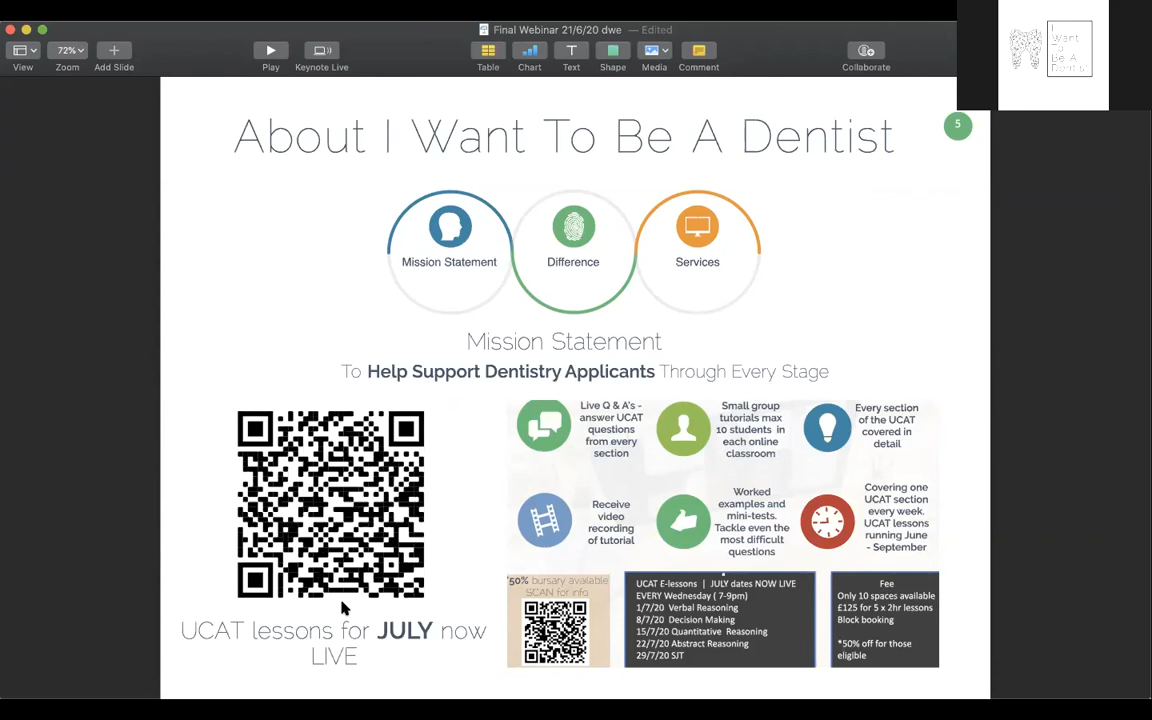 Final Webinar 21/6/20 dwe — Edited
72%
View
Zoom
Add Slide
Play
Keynote Live
Table
Chart
Text
Shape
Media
Comment
Collaborate
I
Want
To
Be A
Dentist
5
About I Want To Be A Dentist
Mission Statement
Difference
Services
Mission Statement
To Help Support Dentistry Applicants Through Every Stage
Live Q & A's -
answer UCAT
questions
from every
section
Small group
tutorials max
10 students in
each online
classroom
Every section
of the UCAT
covered in
detail
Receive
video
recording
of tutorial
Worked
examples and
mini-tests.
Tackle even the
most difficult
questions
Covering one
UCAT section
every week.
UCAT lessons
running June
- September
UCAT lessons for JULY now
LIVE
*50% bursary available
SCAN for info
UCAT E-lessons | JULY dates NOW LIVE
EVERY Wednesday ( 7-9pm)
1/7/20 Verbal Reasoning
8/7/20 Decision Making
15/7/20 Quantitative Reasoning
22/7/20 Abstract Reasoning
29/7/20 SJT
Fee
Only 10 spaces available
£125 for 5 x 2hr lessons
Block booking
*50% off for those
eligible